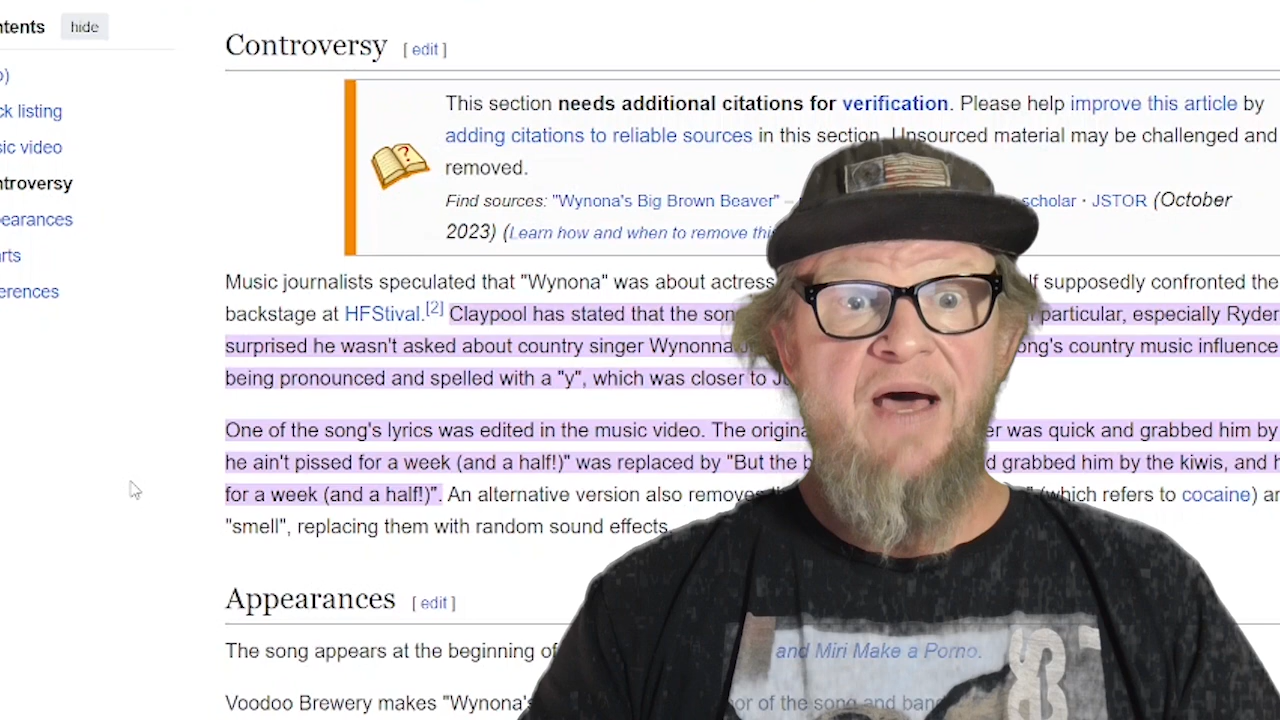 ntents hide
o)
ck listing
sic video
ntroversy
pearances
rts
erences
Controversy [ edit ]
This section needs additional citations for verification. Please help improve this article by
adding citations to reliable sources in this section. Unsourced material may be challenged and
removed.
Find sources: "Wynona's Big Brown Beaver" – scholar · JSTOR (October
2023) (Learn how and when to remove thi
Music journalists speculated that "Wynona" was about actress lf supposedly confronted the
backstage at HFStival.[2] Claypool has stated that the son particular, especially Ryder
surprised he wasn't asked about country singer Wynonna ong's country music influence
being pronounced and spelled with a "y", which was closer to Ju
One of the song's lyrics was edited in the music video. The origina er was quick and grabbed him by
he ain't pissed for a week (and a half!)" was replaced by "But the b d grabbed him by the kiwis, and h
for a week (and a half!)". An alternative version also removes (which refers to cocaine) an
"smell", replacing them with random sound effects.
Appearances [ edit ]
The song appears at the beginning of and Miri Make a Porno.
Voodoo Brewery makes "Wynona's or of the song and band